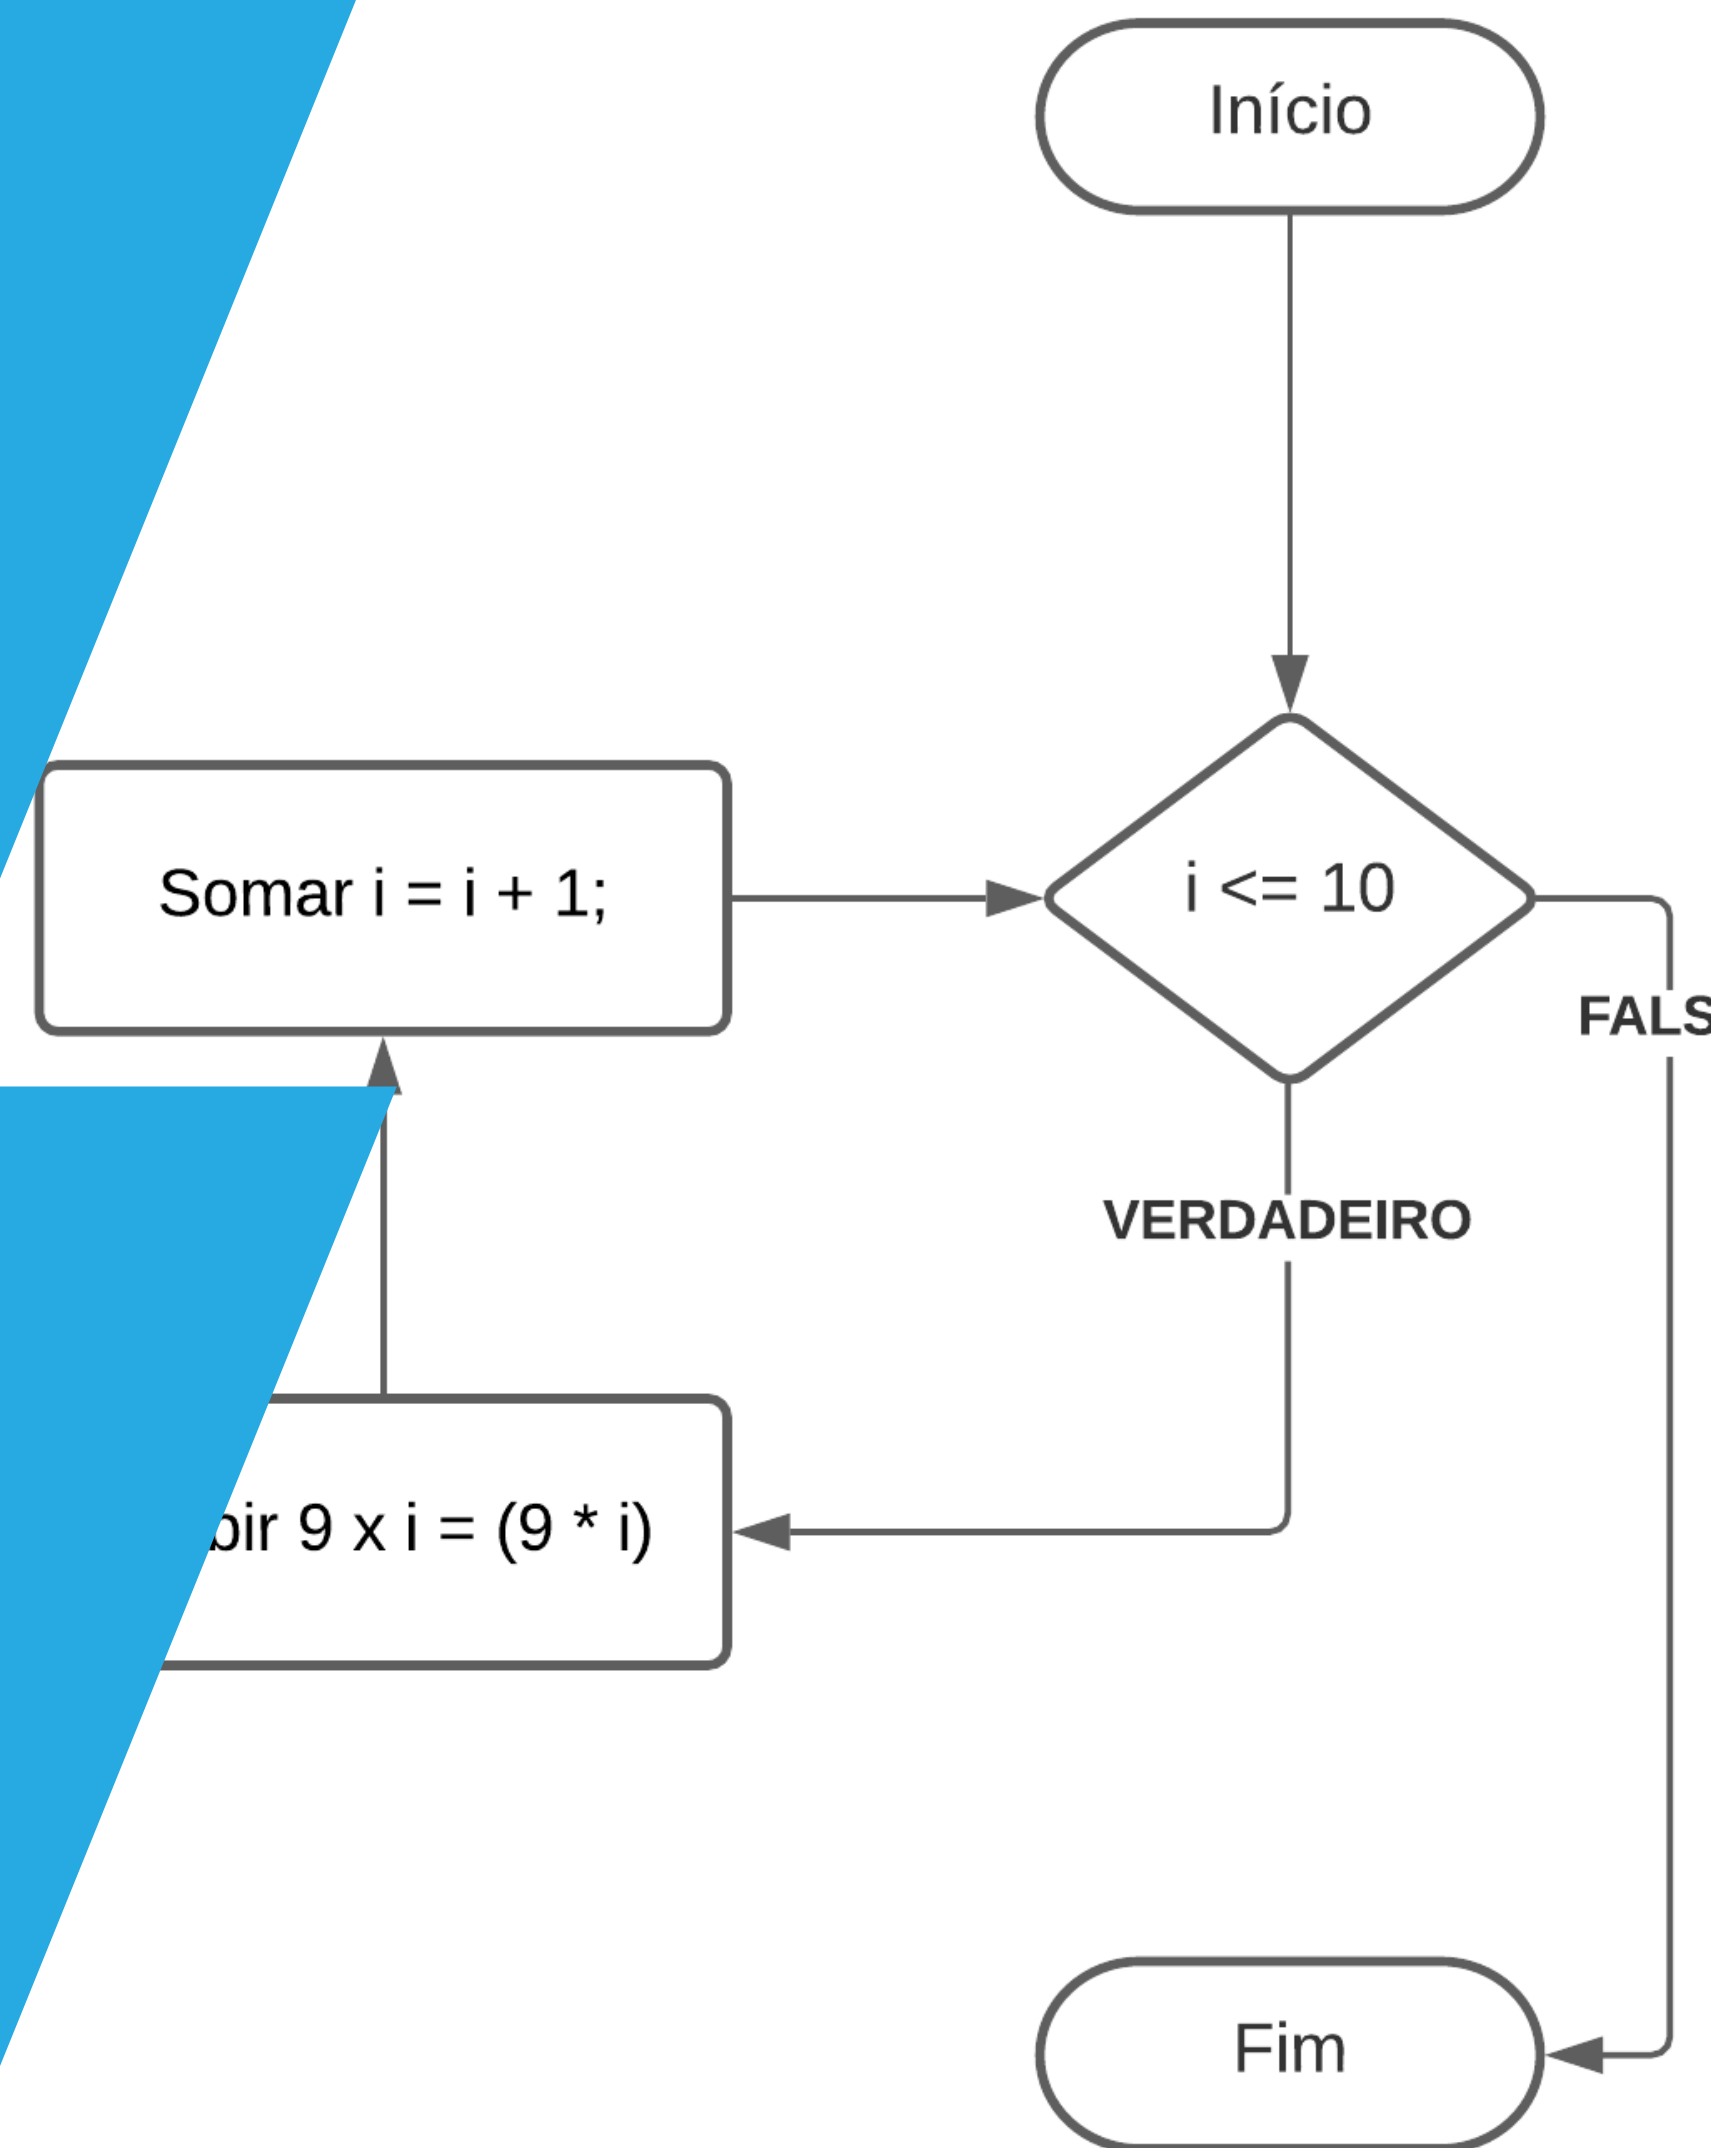 Início
Somar i = i + 1;
i <= 10
FALS
VERDADEIRO
bir 9 x i = (9 * i)
Fim